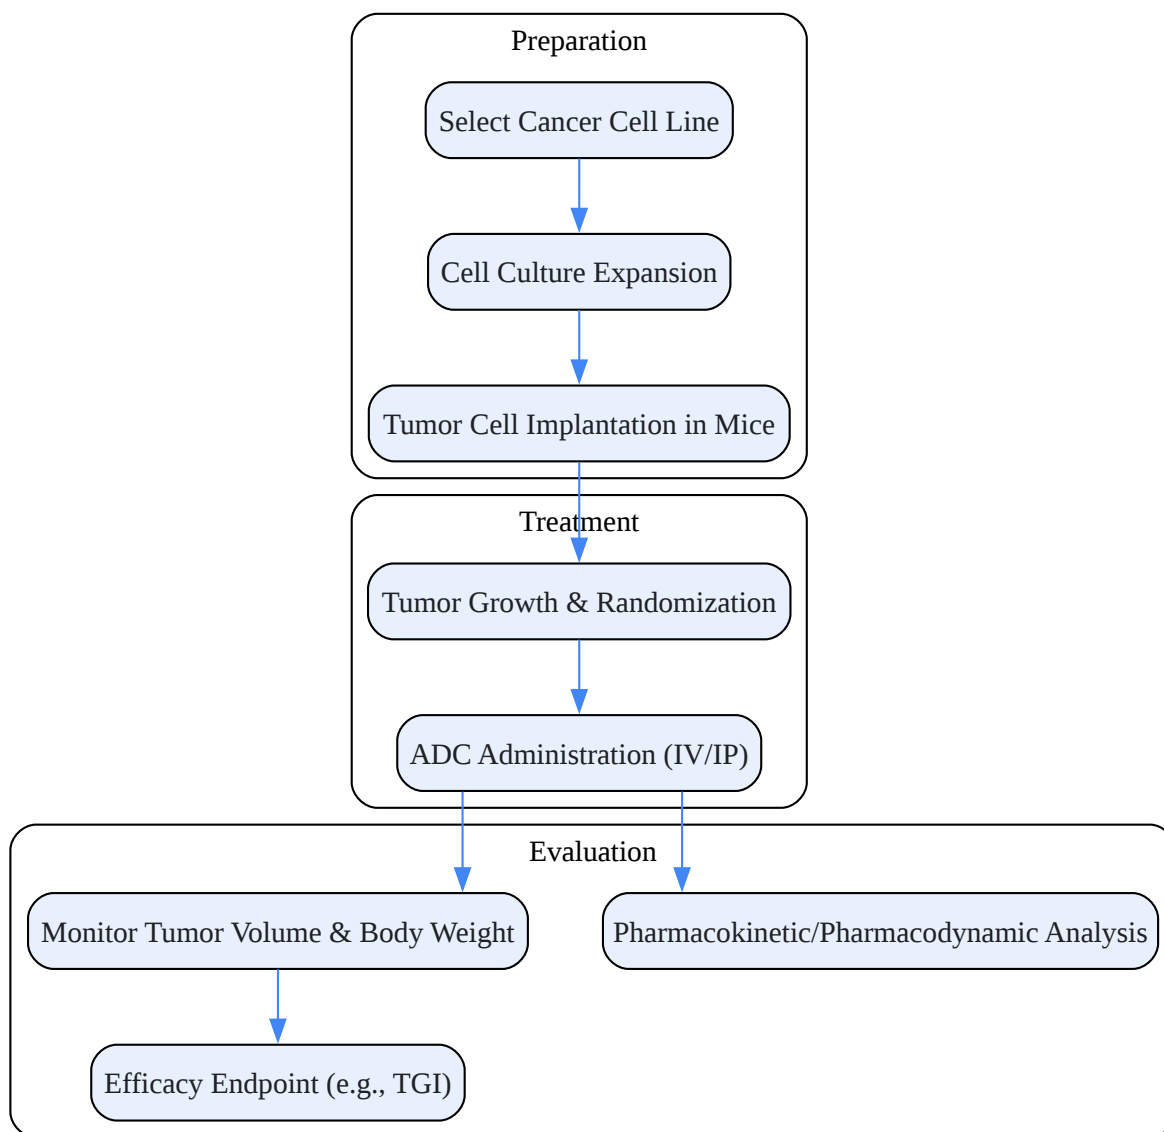 Preparation
Select Cancer Cell Line
Cell Culture Expansion
Tumor Cell Implantation in Mice
Treatment
Tumor Growth & Randomization
ADC Administration (IV/IP)
Evaluation
Monitor Tumor Volume & Body Weight
Pharmacokinetic/Pharmacodynamic Analysis
Efficacy Endpoint (e.g., TGI)